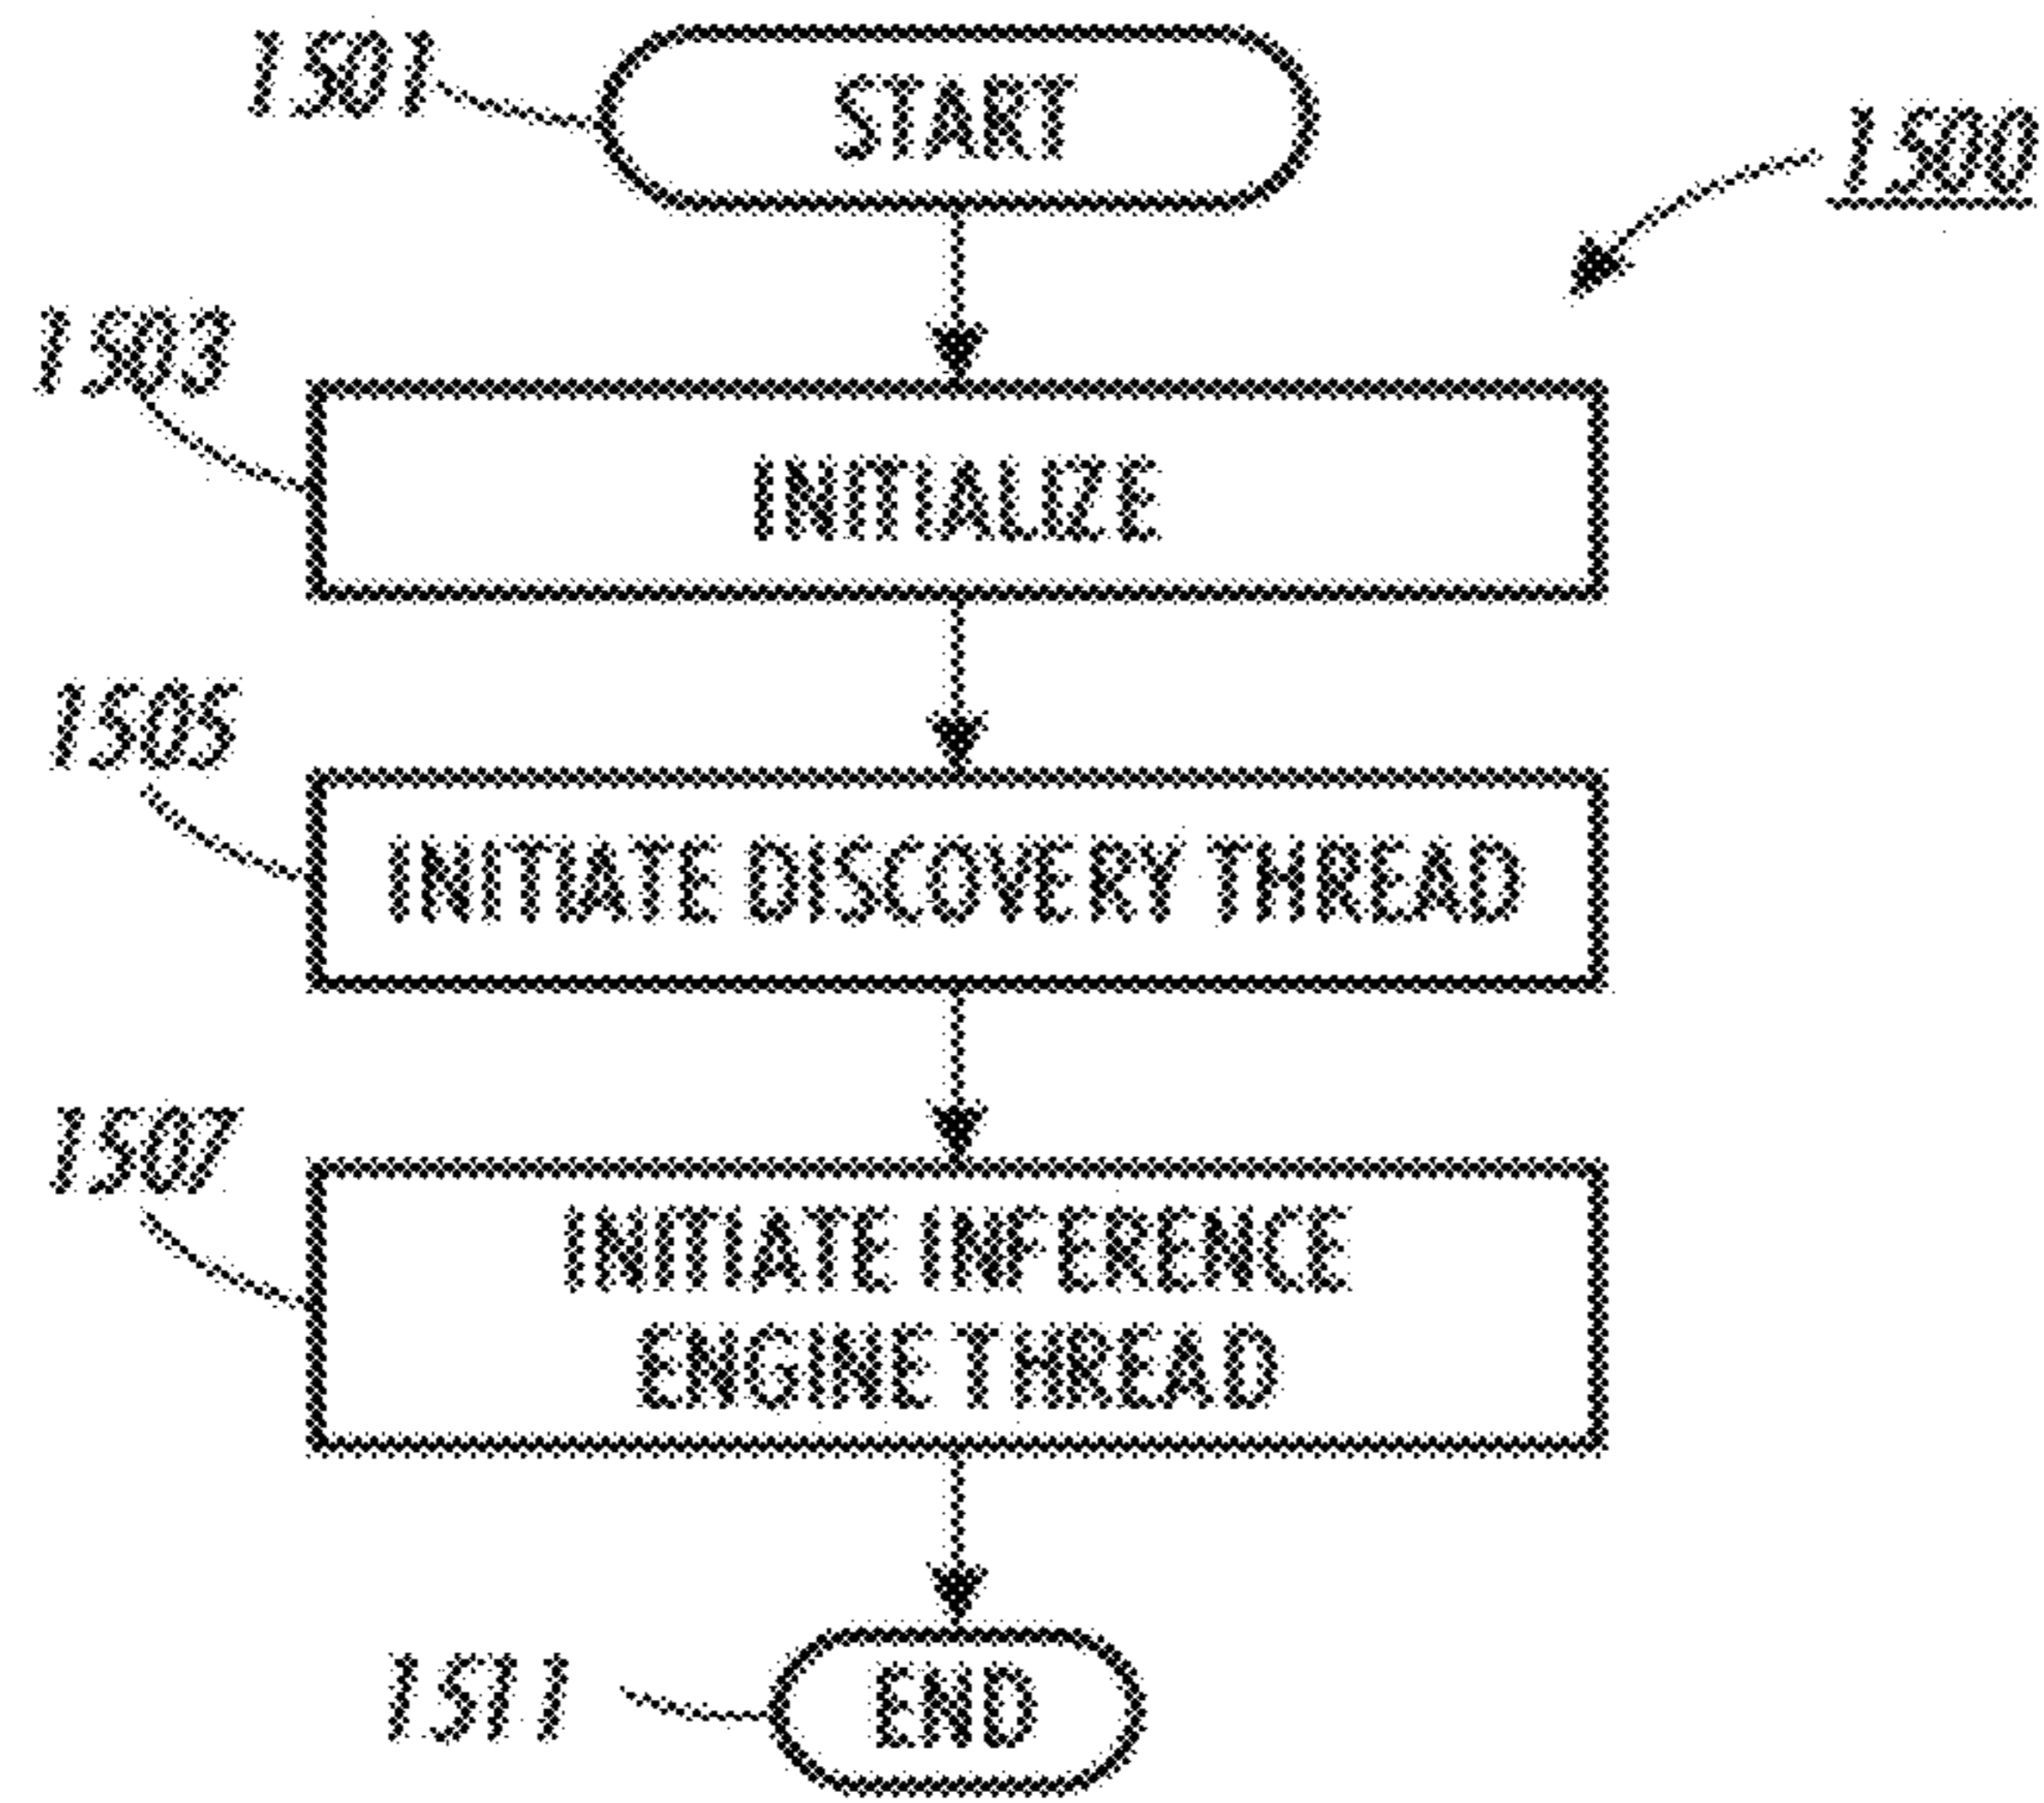 1501
START
1500
1503
INITIALIZE
1505
INITIATE DISCOVERY THREAD
1507
INITIATE INFERENCE
ENGINE THREAD
1511
END